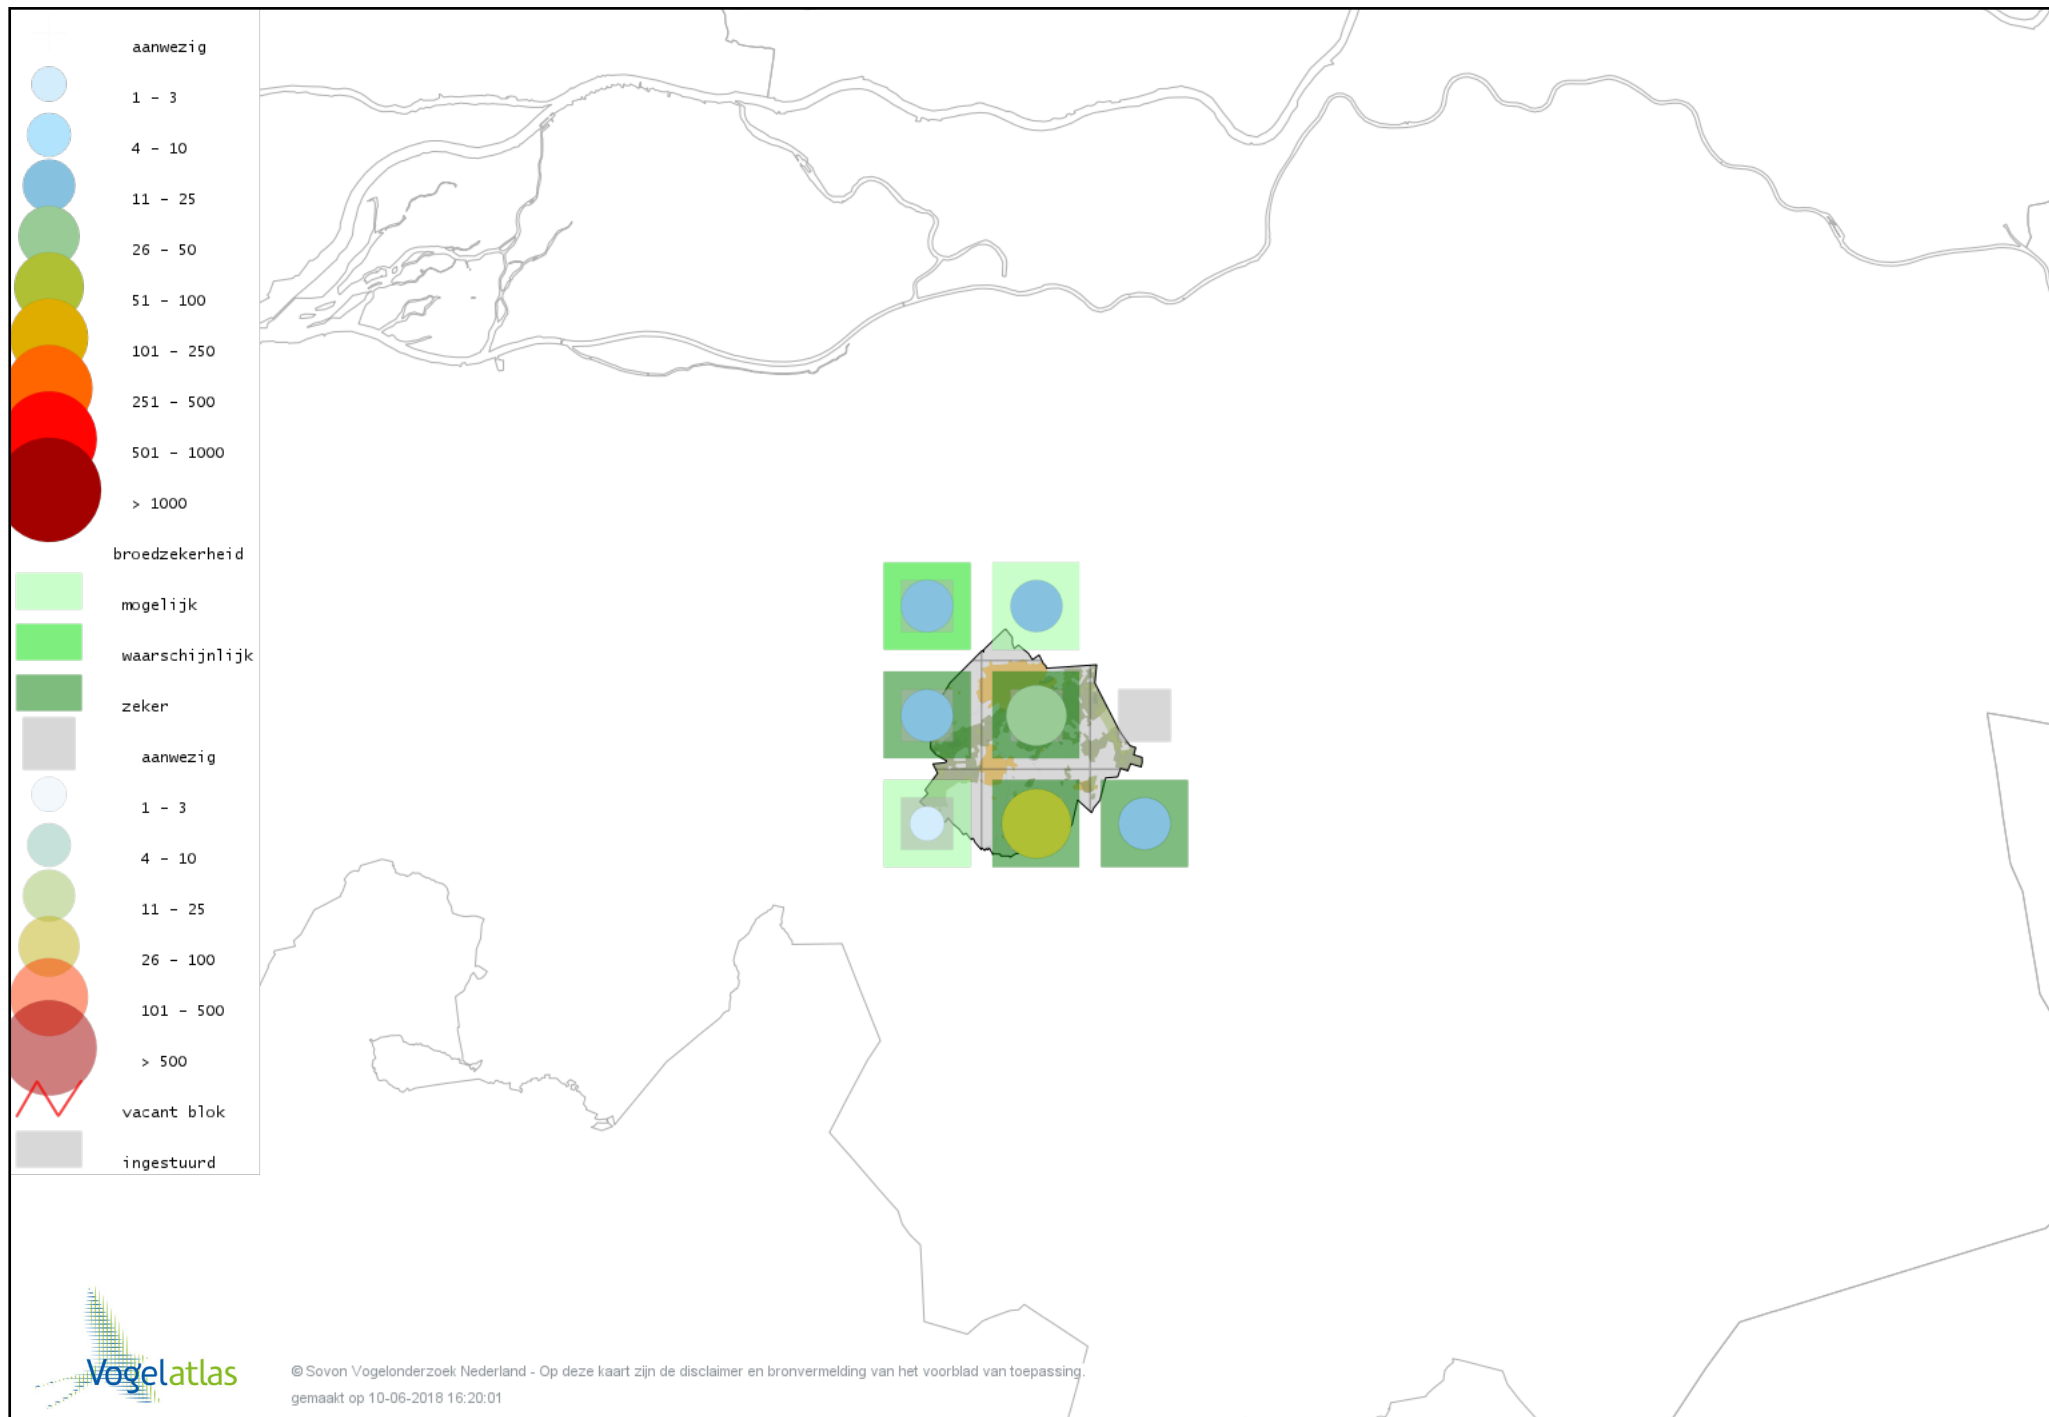 aanwezig
1 - 3
4 - 10
11 - 25
26 - 50
51 - 100
101 - 250
251 - 500
501 - 1000
> 1000
broedzekerheid
mogelijk
waarschijnlijk
zeker
aanwezig
1 - 3
4 - 10
11 - 25
26 - 100
101 - 500
> 500
vacant blok
ingestuurd
Vogelatlas
© Sovon Vogelonderzoek Nederland - Op deze kaart zijn de disclaimer en bronvermelding van het voorblad van toepassing.
gemaakt op 10-06-2018 16:20:01